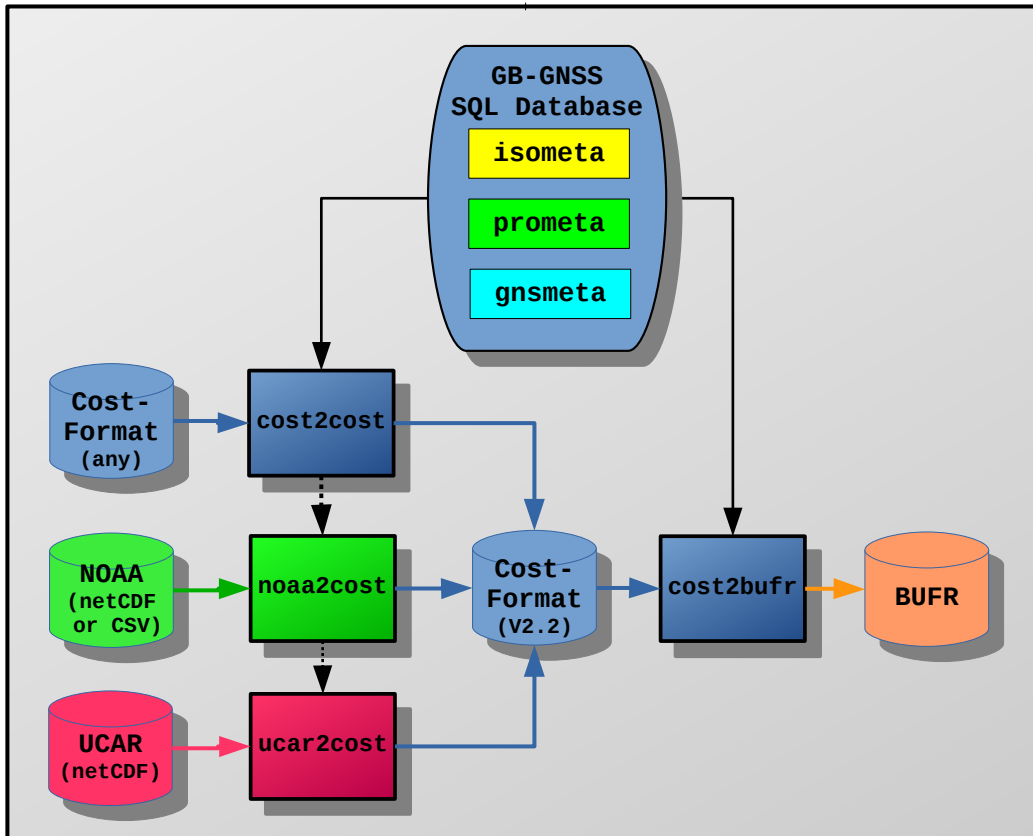 GB-GNSS
SQL Database
isometa
prometa
gnsmeta
Cost-
Format
(any)
cost2cost
NOAA
(netCDF
or CSV)
noaa2cost
Cost-
Format
(V2.2)
cost2bufr
BUFR
UCAR
(netCDF)
ucar2cost